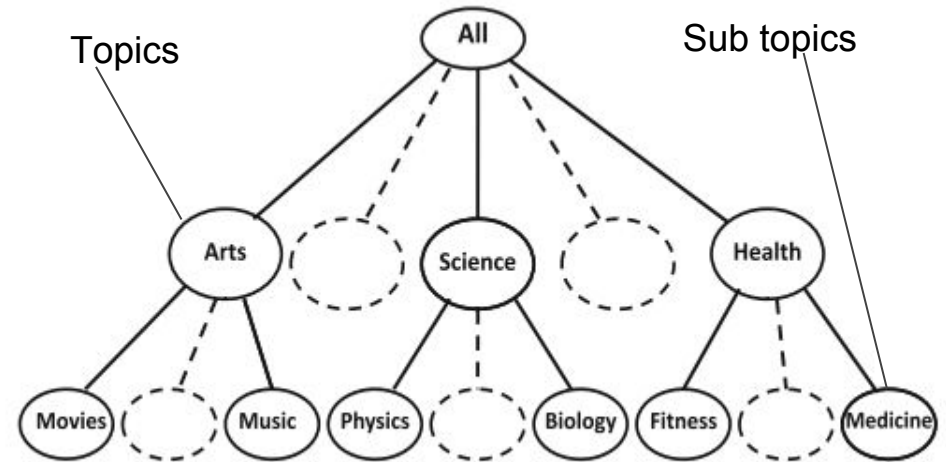 All
Topics
Sub topics
Arts
Science
Health
Movies
Music
Physics
Biology
Fitness
Medicine